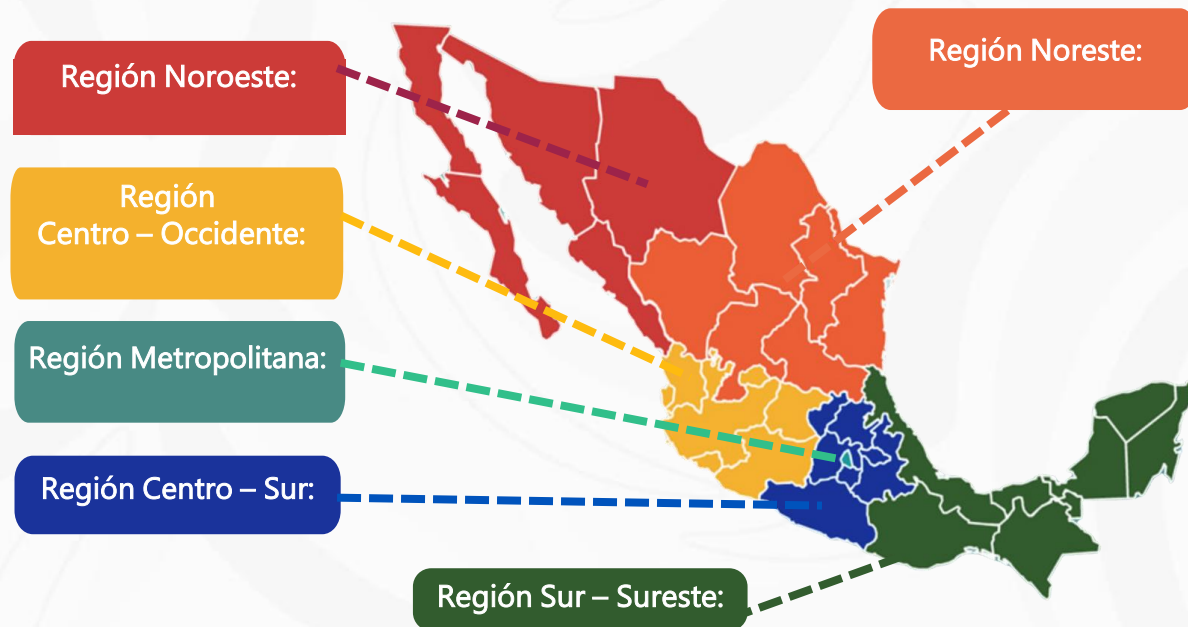 Región Noroeste:
Región Noreste:
Región
Centro – Occidente:
Región Metropolitana:
Región Centro – Sur:
Región Sur – Sureste: